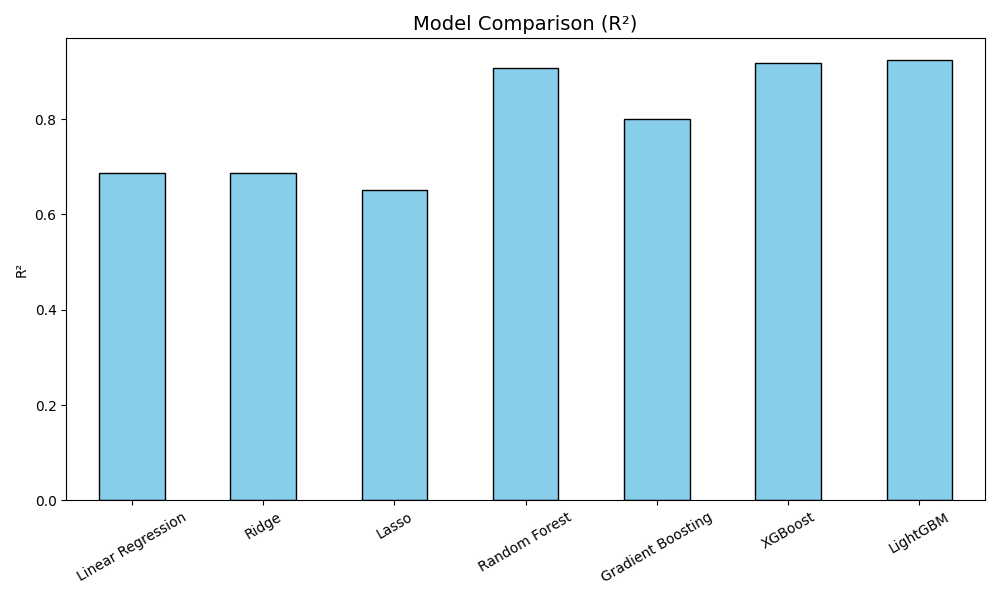 Model Comparison (R²)
R²
0.8
0.6
0.4
0.2
0.0
Linear Regression
Ridge
Lasso
Random Forest
Gradient Boosting
XGBoost
LightGBM